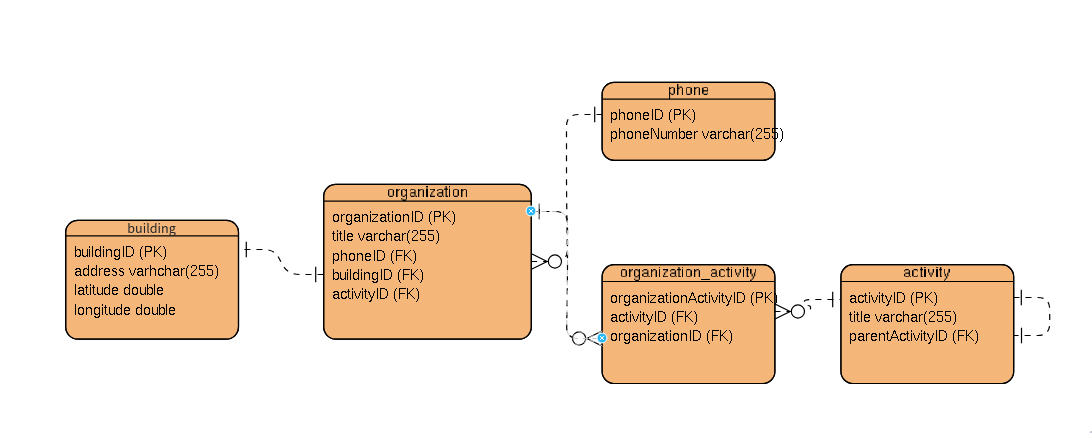 building
buildingID (PK)
address varhchar(255)
latitude double
longitude double
organization
organizationID (PK)
title varchar(255)
phoneID (FK)
buildingID (FK)
activityID (FK)
phone
phoneID (PK)
phoneNumber varchar(255)
organization_activity
organizationActivityID (PK)
activityID (FK)
organizationID (FK)
activity
activityID (PK)
title varchar(255)
parentActivityID (FK)